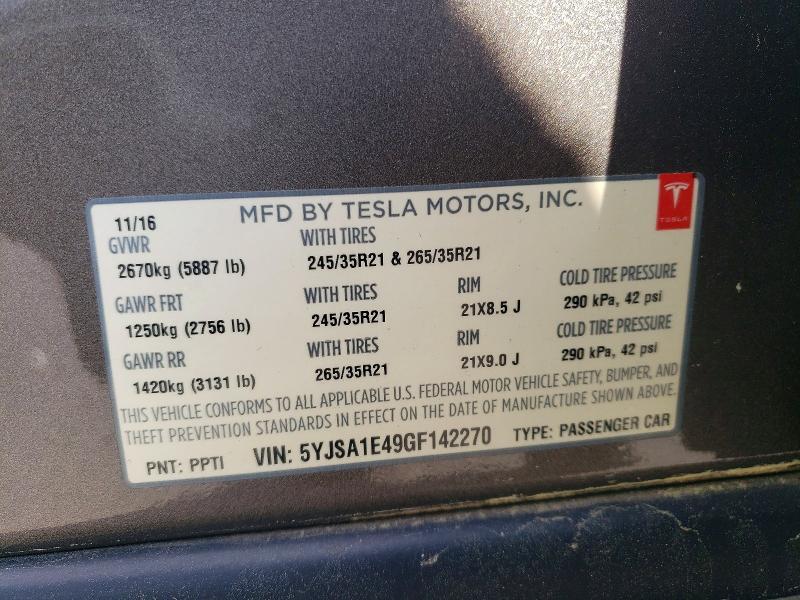 11/16 MFD BY TESLA MOTORS, INC. TESLA
GVWR WITH TIRES
2670kg (5887 lb) 245/35R21 & 265/35R21
GAWR FRT WITH TIRES RIM COLD TIRE PRESSURE
1250kg (2756 lb) 245/35R21 21X8.5 J 290 kPa, 42 psi
GAWR RR WITH TIRES RIM COLD TIRE PRESSURE
1420kg (3131 lb) 265/35R21 21X9.0 J 290 kPa, 42 psi
THIS VEHICLE CONFORMS TO ALL APPLICABLE U.S. FEDERAL MOTOR VEHICLE SAFETY, BUMPER, AND
THEFT PREVENTION STANDARDS IN EFFECT ON THE DATE OF MANUFACTURE SHOWN ABOVE.
PNT: PPTI VIN: 5YJSA1E49GF142270 TYPE: PASSENGER CAR